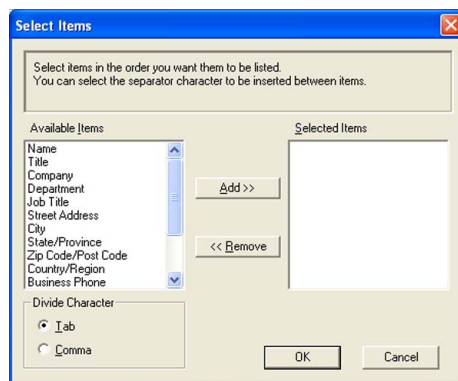 Select Items
Select items in the order you want them to be listed.
You can select the separator character to be inserted between items.
Available Items
Selected Items
Name
Title
Company
Department
Job Title
Street Address
City
State/Province
Zip Code/Post Code
Country/Region
Business Phone
Add >>
<< Remove
Divide Character
Tab
Comma
OK
Cancel